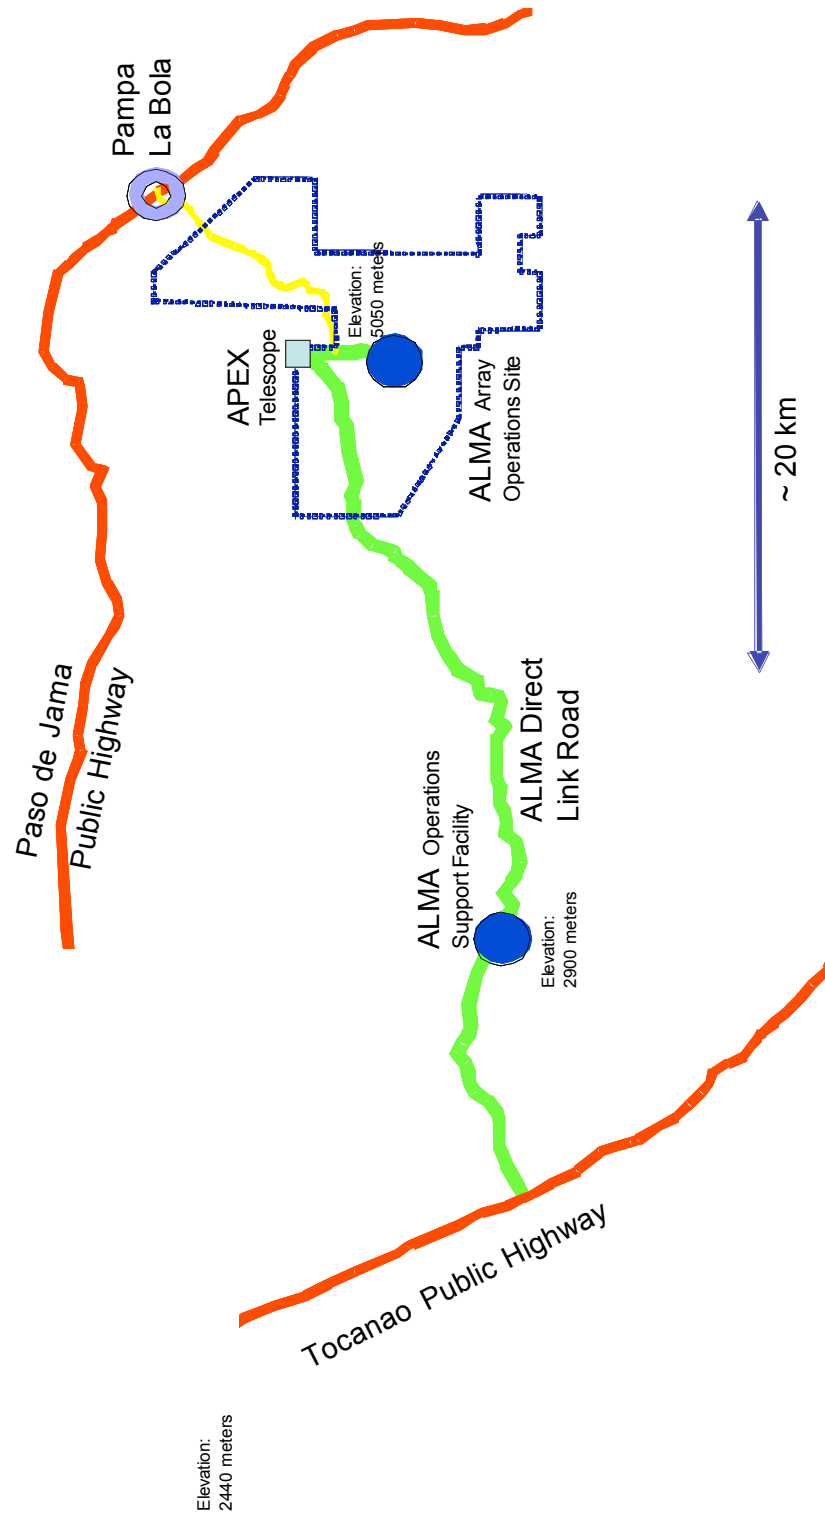 Pampa
La Bola
APEX
Telescope
Elevation:
5050 meters
ALMA Array
Operations Site
~ 20 km
Paso de Jama
Public Highway
ALMA Operations
Support Facility
ALMA Direct
Link Road
Elevation:
2900 meters
Tocanao Public Highway
Elevation:
2440 meters